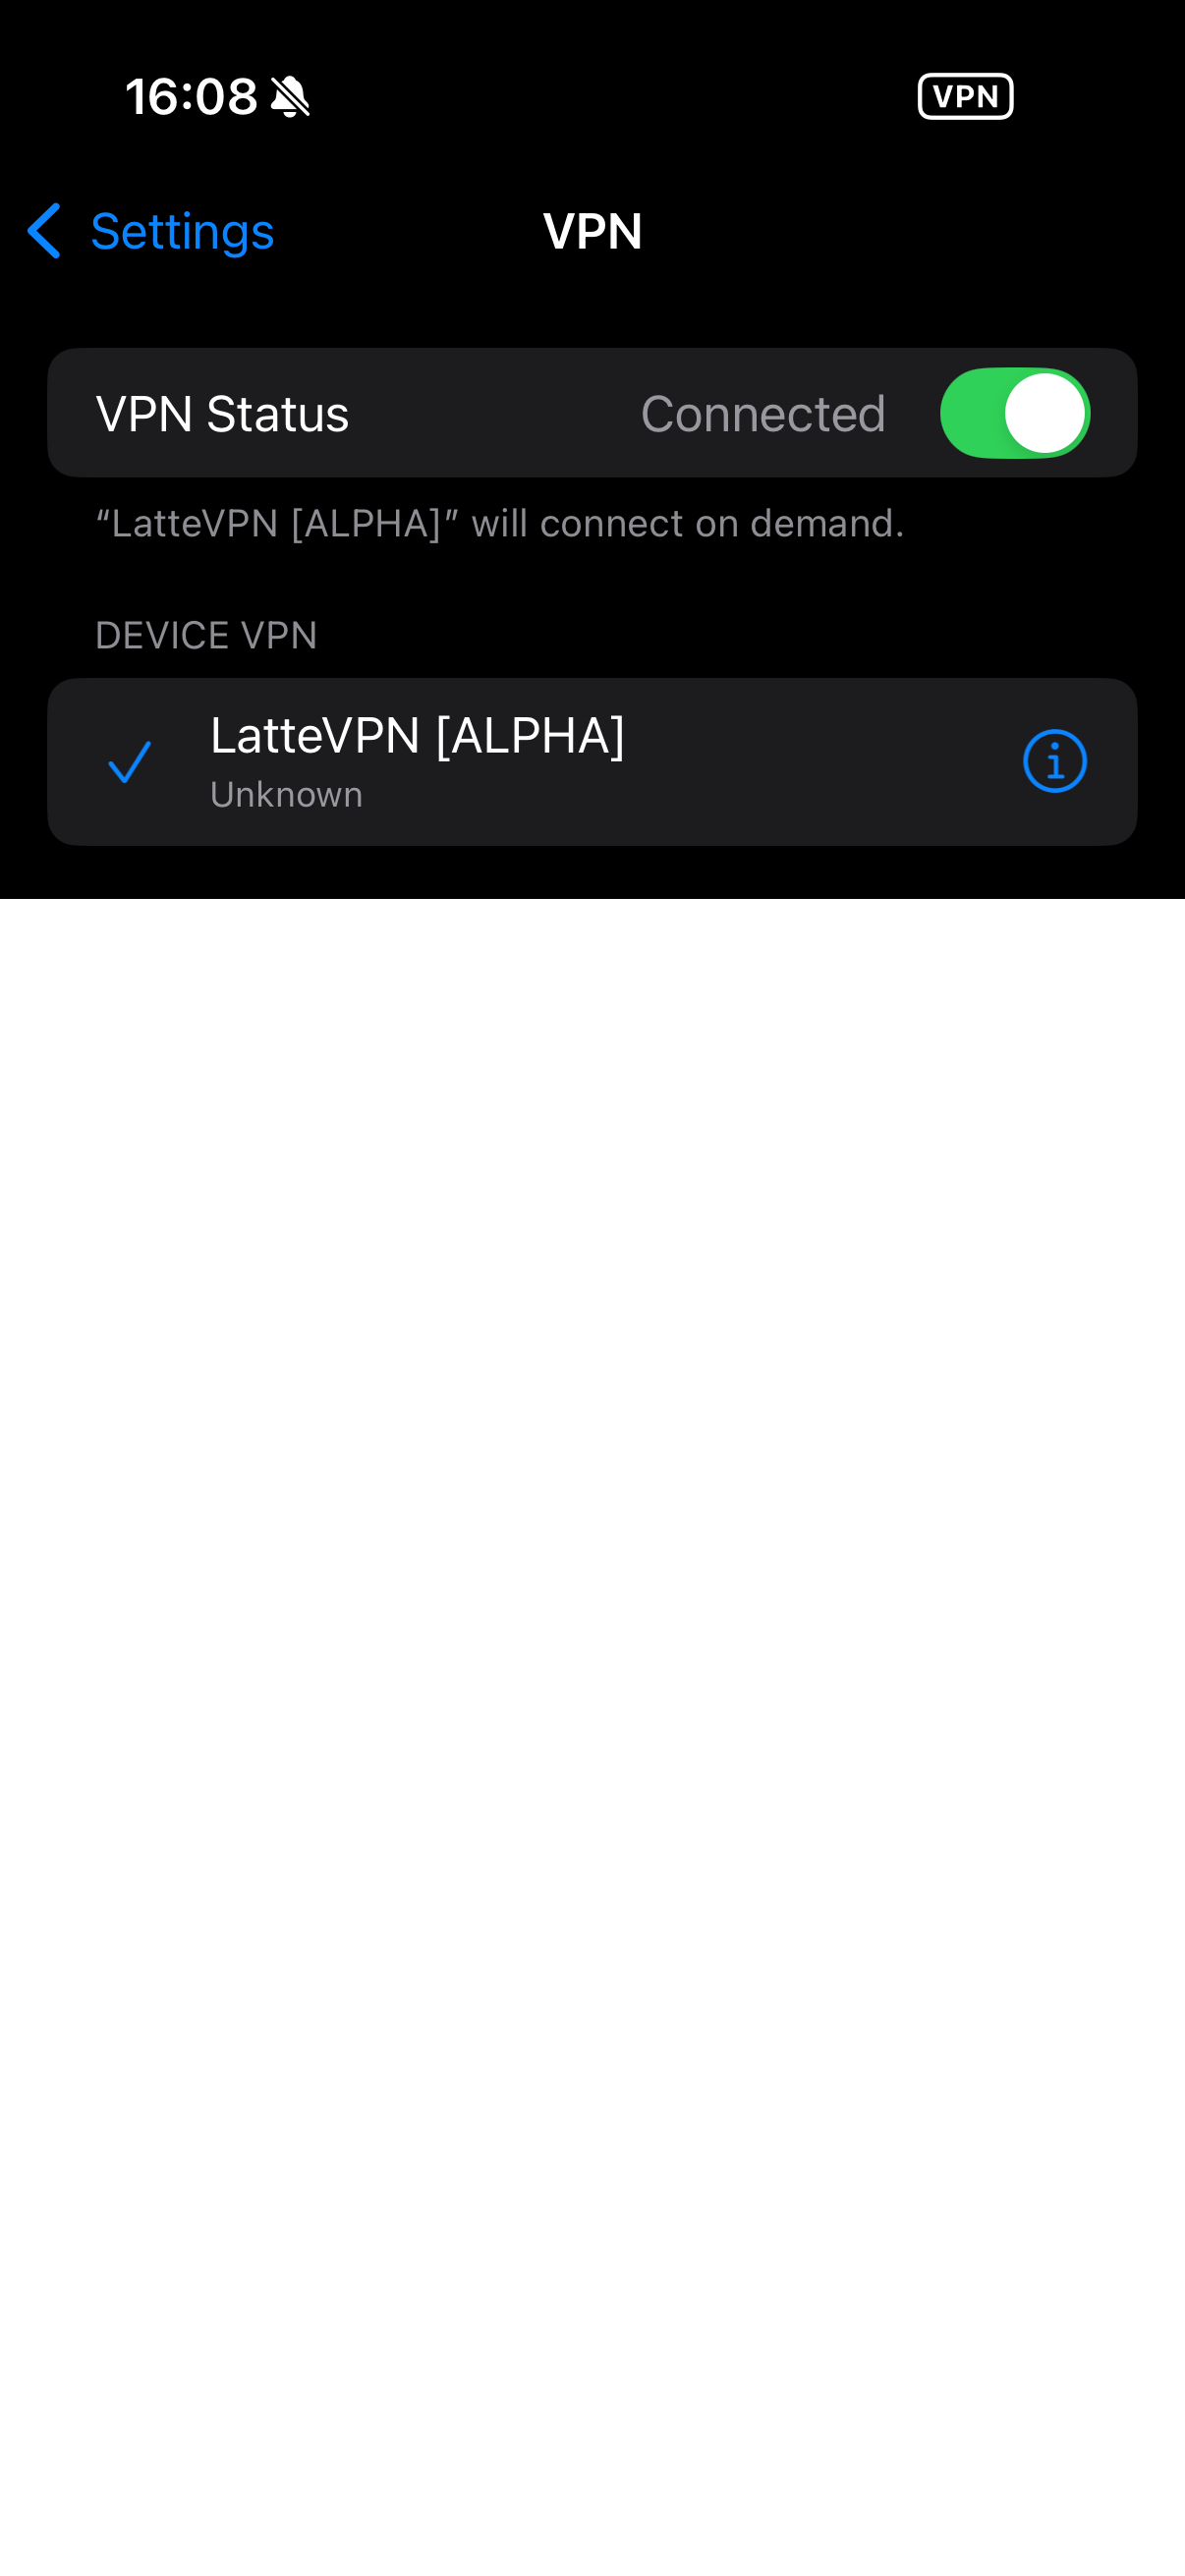 16:08
VPN
Settings
VPN
VPN Status
Connected
“LatteVPN [ALPHA]” will connect on demand.
DEVICE VPN
LatteVPN [ALPHA]
Unknown